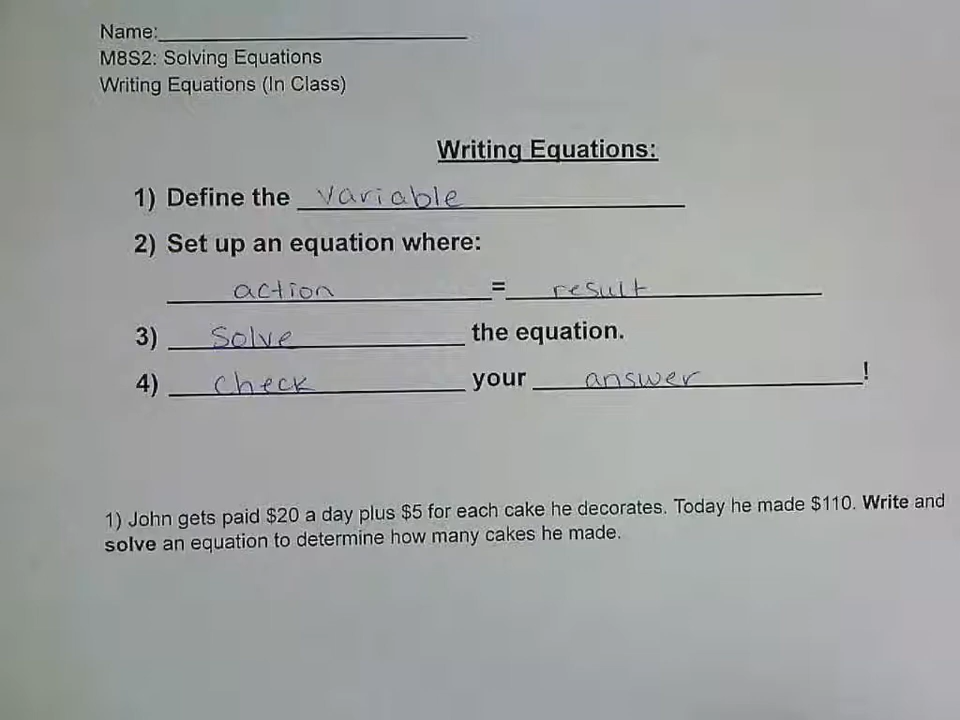 Name:
M8S2: Solving Equations
Writing Equations (In Class)
Writing Equations:
1) Define the variable
2) Set up an equation where:
action = result
3) Solve the equation.
4) Check your answer !
1) John gets paid $20 a day plus $5 for each cake he decorates. Today he made $110. Write and
solve an equation to determine how many cakes he made.